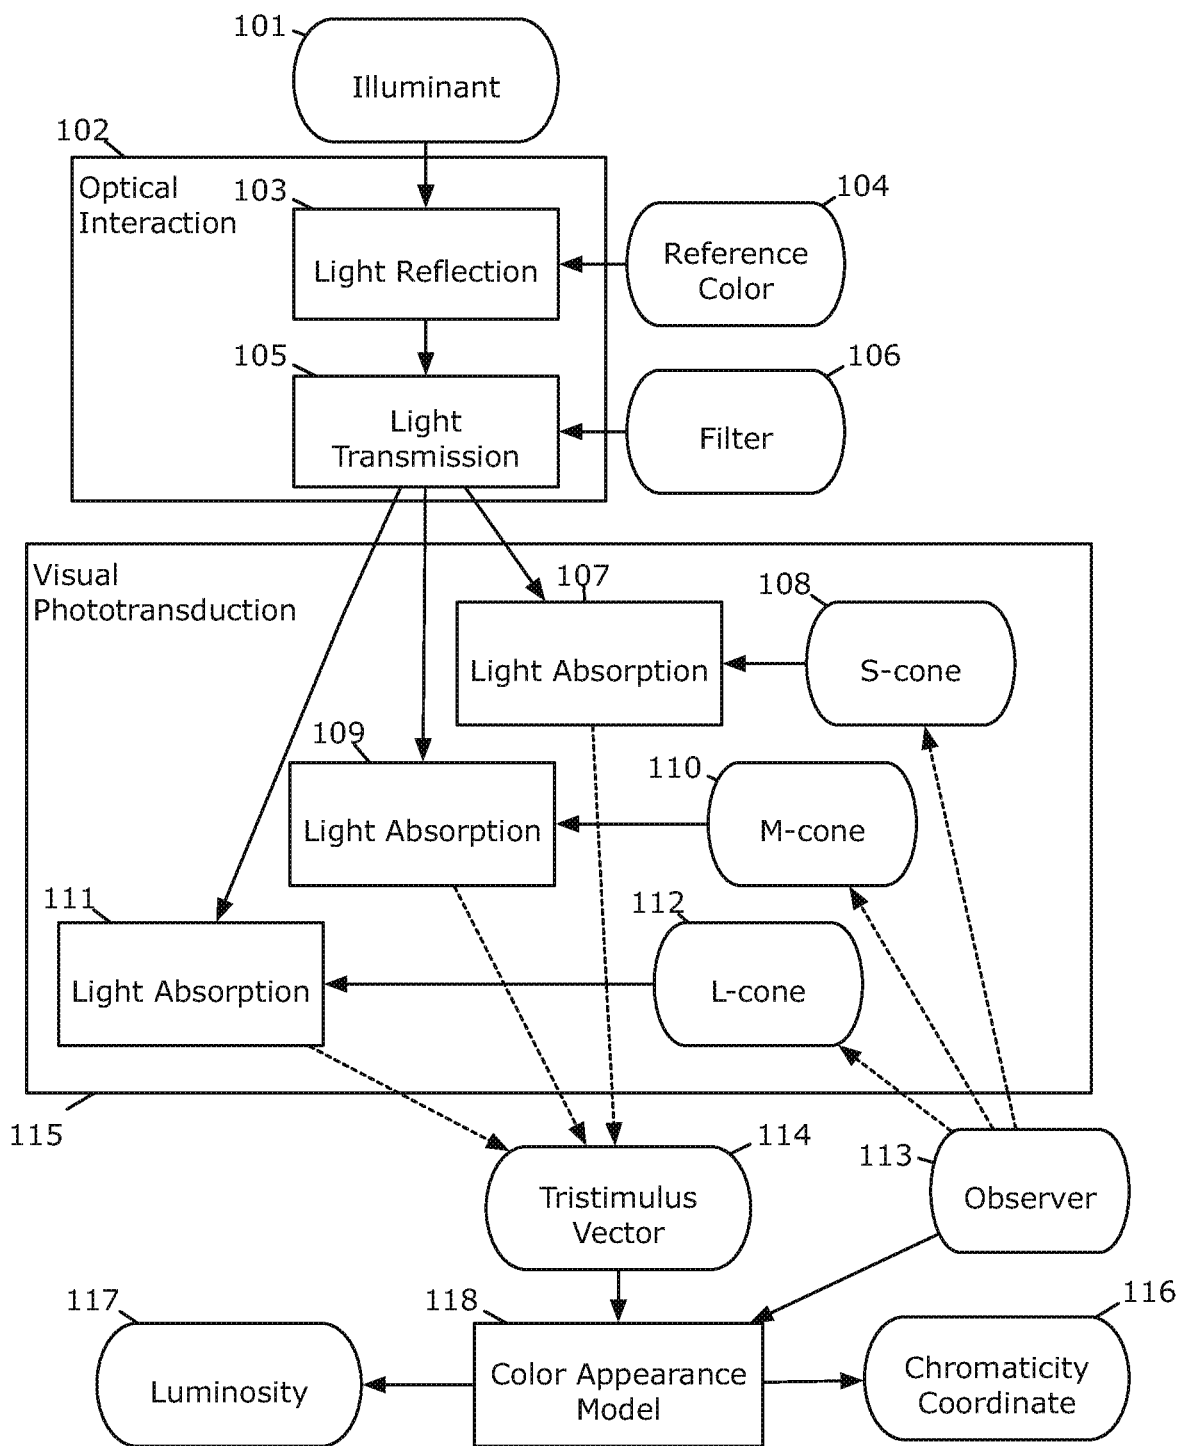 101
Illuminant
102
Optical
Interaction
103
Light Reflection
104
Reference
Color
105
Light
Transmission
106
Filter
Visual
Phototransduction
107
Light Absorption
108
S-cone
109
Light Absorption
110
M-cone
111
Light Absorption
112
L-cone
115
114
Tristimulus
Vector
113
Observer
117
Luminosity
118
Color Appearance
Model
116
Chromaticity
Coordinate